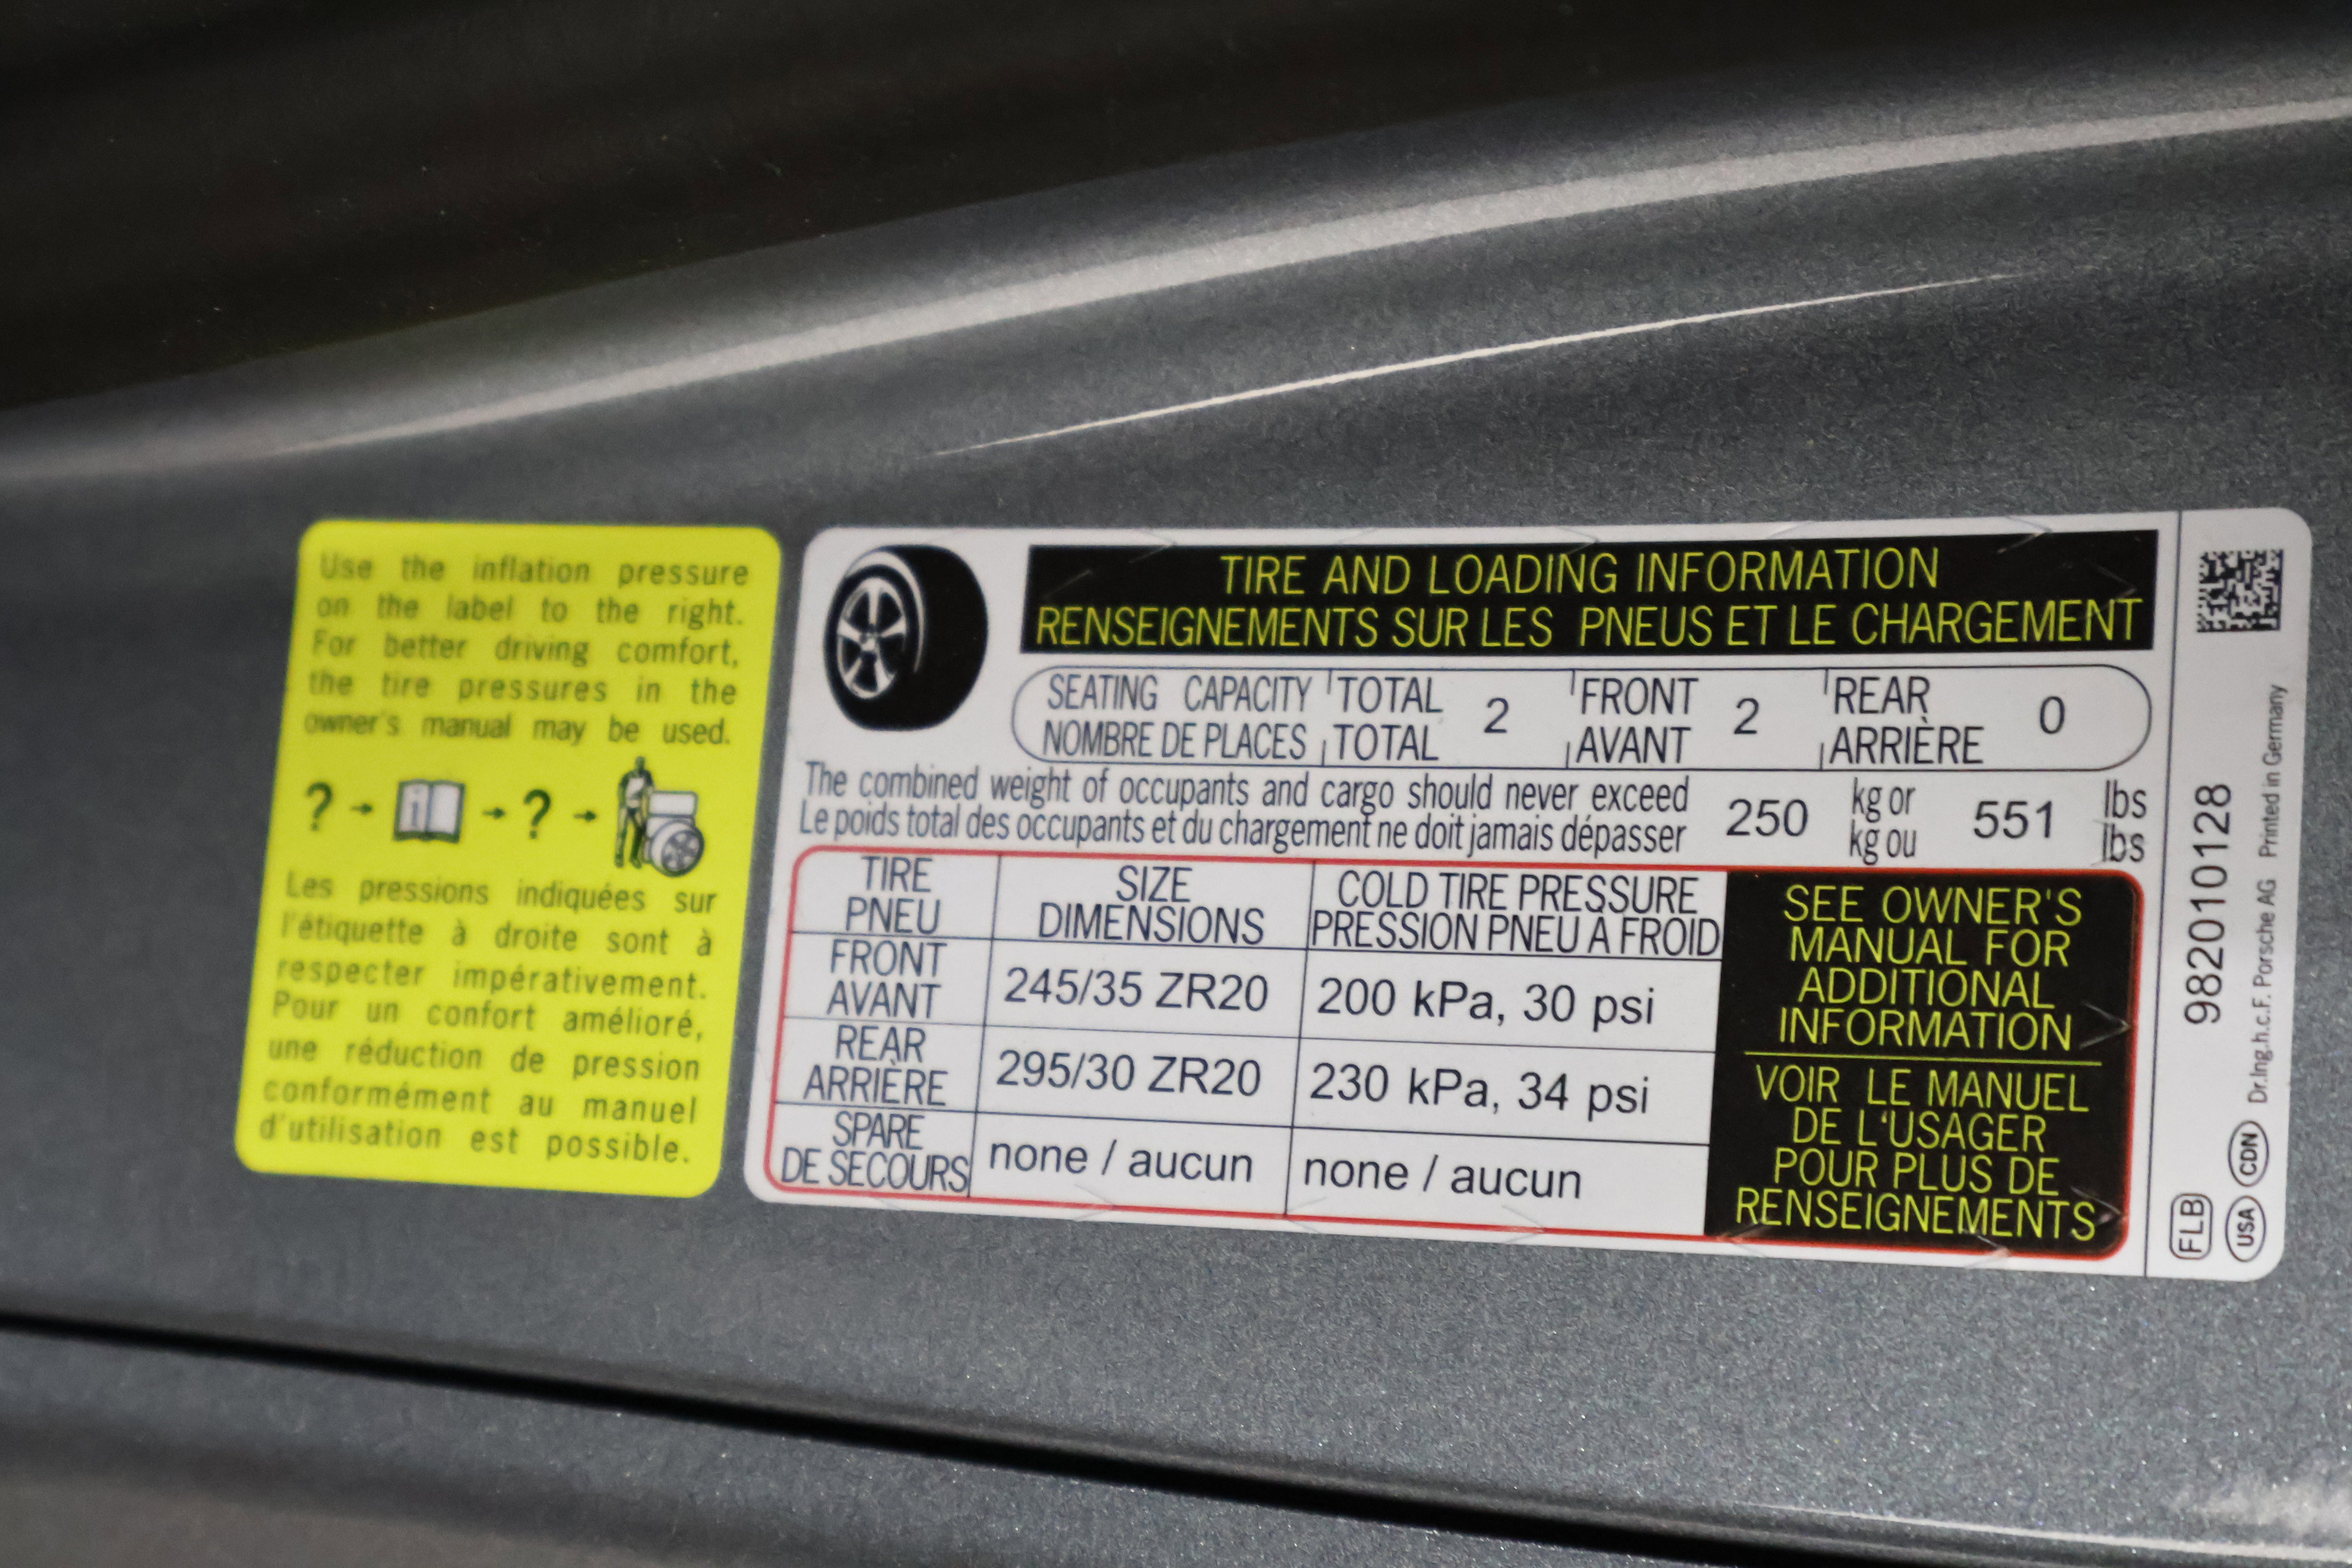 Use the inflation pressure
on the label to the right.
For better driving comfort,
the tire pressures in the
owner's manual may be used.
? → i → ? →
Les pressions indiquées sur
l'étiquette à droite sont à
respecter impérativement.
Pour un confort amélioré,
une réduction de pression
conformément au manuel
d'utilisation est possible.
TIRE AND LOADING INFORMATION
RENSEIGNEMENTS SUR LES PNEUS ET LE CHARGEMENT
SEATING CAPACITY TOTAL 2 FRONT 2 REAR 0
NOMBRE DE PLACES TOTAL AVANT ARRIÈRE
The combined weight of occupants and cargo should never exceed 250 kg or 551 lbs
Le poids total des occupants et du chargement ne doit jamais dépasser kg ou lbs
TIRE SIZE COLD TIRE PRESSURE
PNEU DIMENSIONS PRESSION PNEU A FROID
FRONT
AVANT 245/35 ZR20 200 kPa, 30 psi
REAR
ARRIÈRE 295/30 ZR20 230 kPa, 34 psi
SPARE
DE SECOURS none / aucun none / aucun
SEE OWNER'S
MANUAL FOR
ADDITIONAL
INFORMATION
VOIR LE MANUEL
DE L'USAGER
POUR PLUS DE
RENSEIGNEMENTS
FLB 982010128
USA CDN Dr.Ing.h.c.F. Porsche AG Printed in Germany